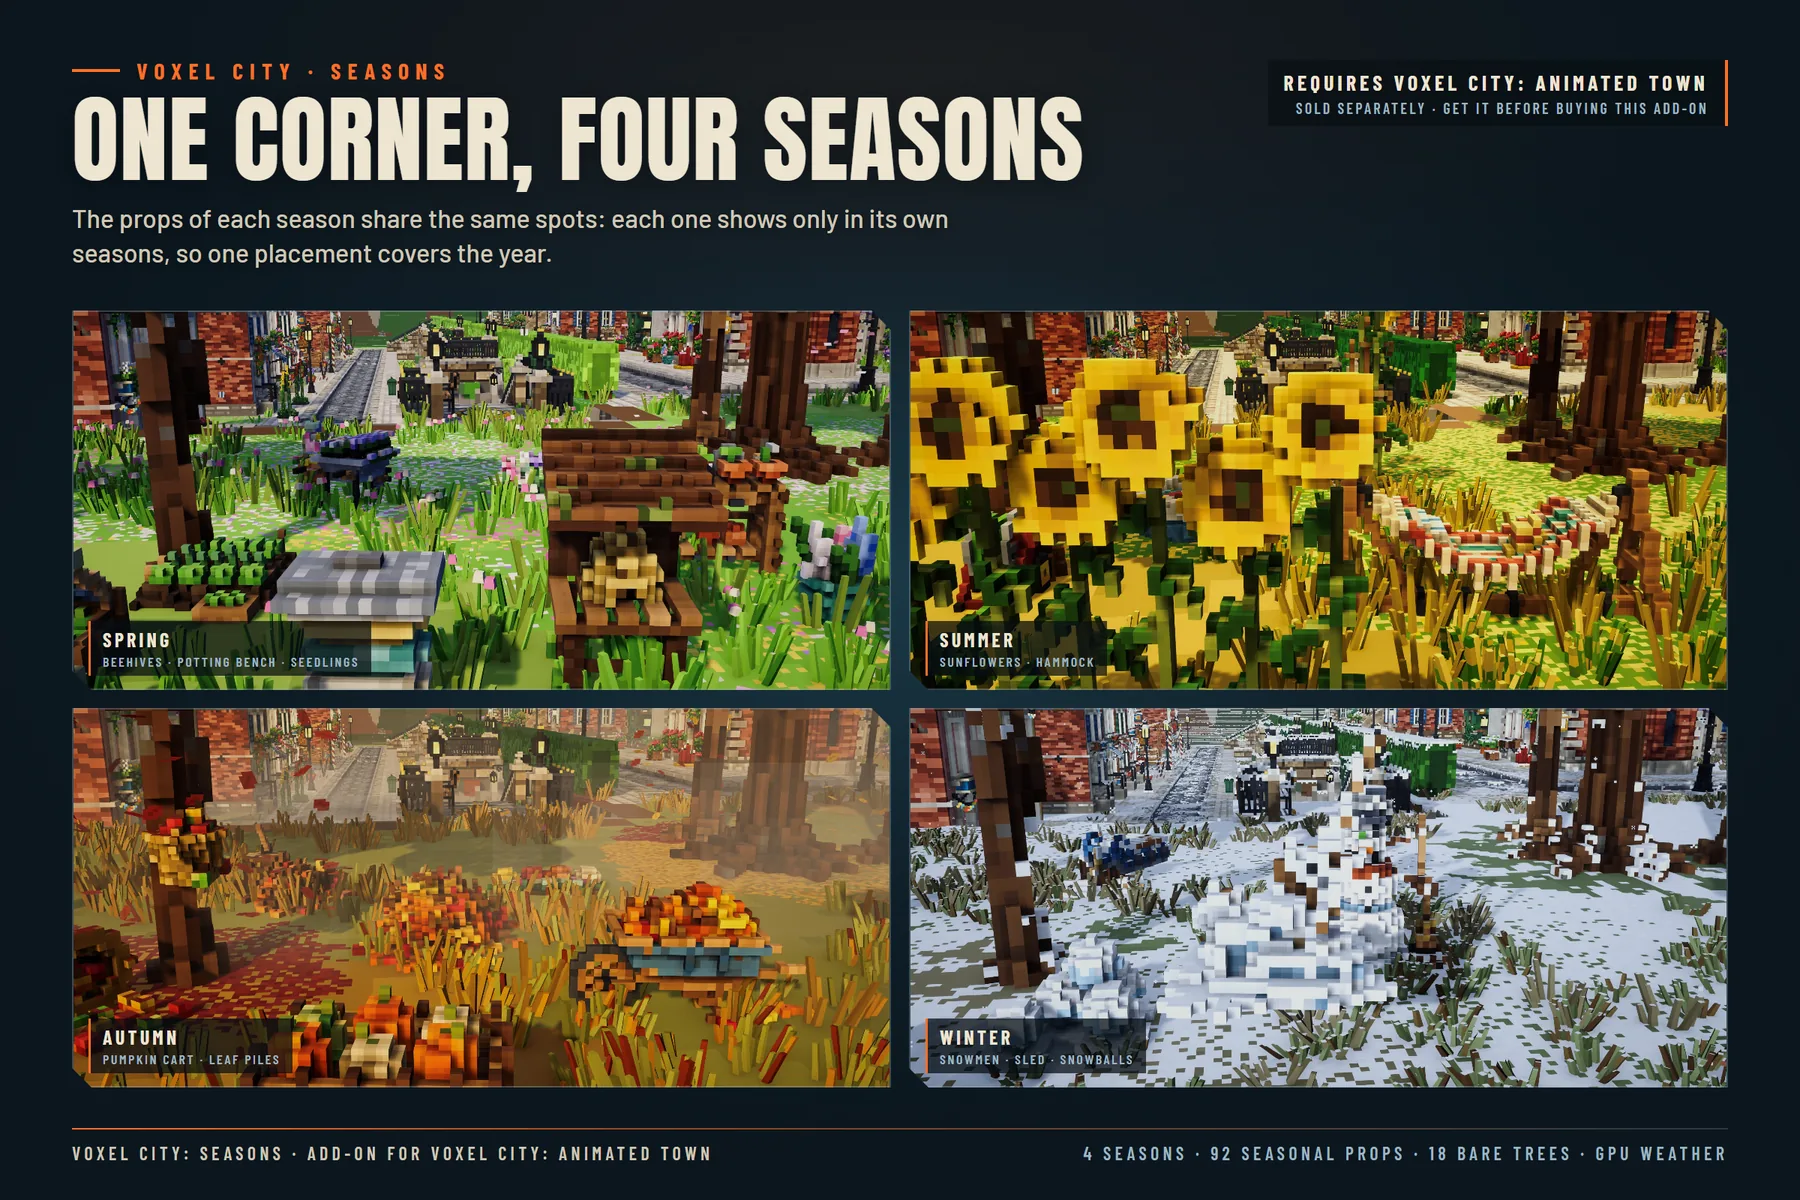 VOXEL CITY · SEASONS
ONE CORNER, FOUR SEASONS
The props of each season share the same spots: each one shows only in its own
seasons, so one placement covers the year.
REQUIRES VOXEL CITY: ANIMATED TOWN
SOLD SEPARATELY · GET IT BEFORE BUYING THIS ADD-ON
SPRING
BEEHIVES · POTTING BENCH · SEEDLINGS
SUMMER
SUNFLOWERS · HAMMOCK
AUTUMN
PUMPKIN CART · LEAF PILES
WINTER
SNOWMEN · SLED · SNOWBALLS
VOXEL CITY: SEASONS · ADD-ON FOR VOXEL CITY: ANIMATED TOWN
4 SEASONS · 92 SEASONAL PROPS · 18 BARE TREES · GPU WEATHER